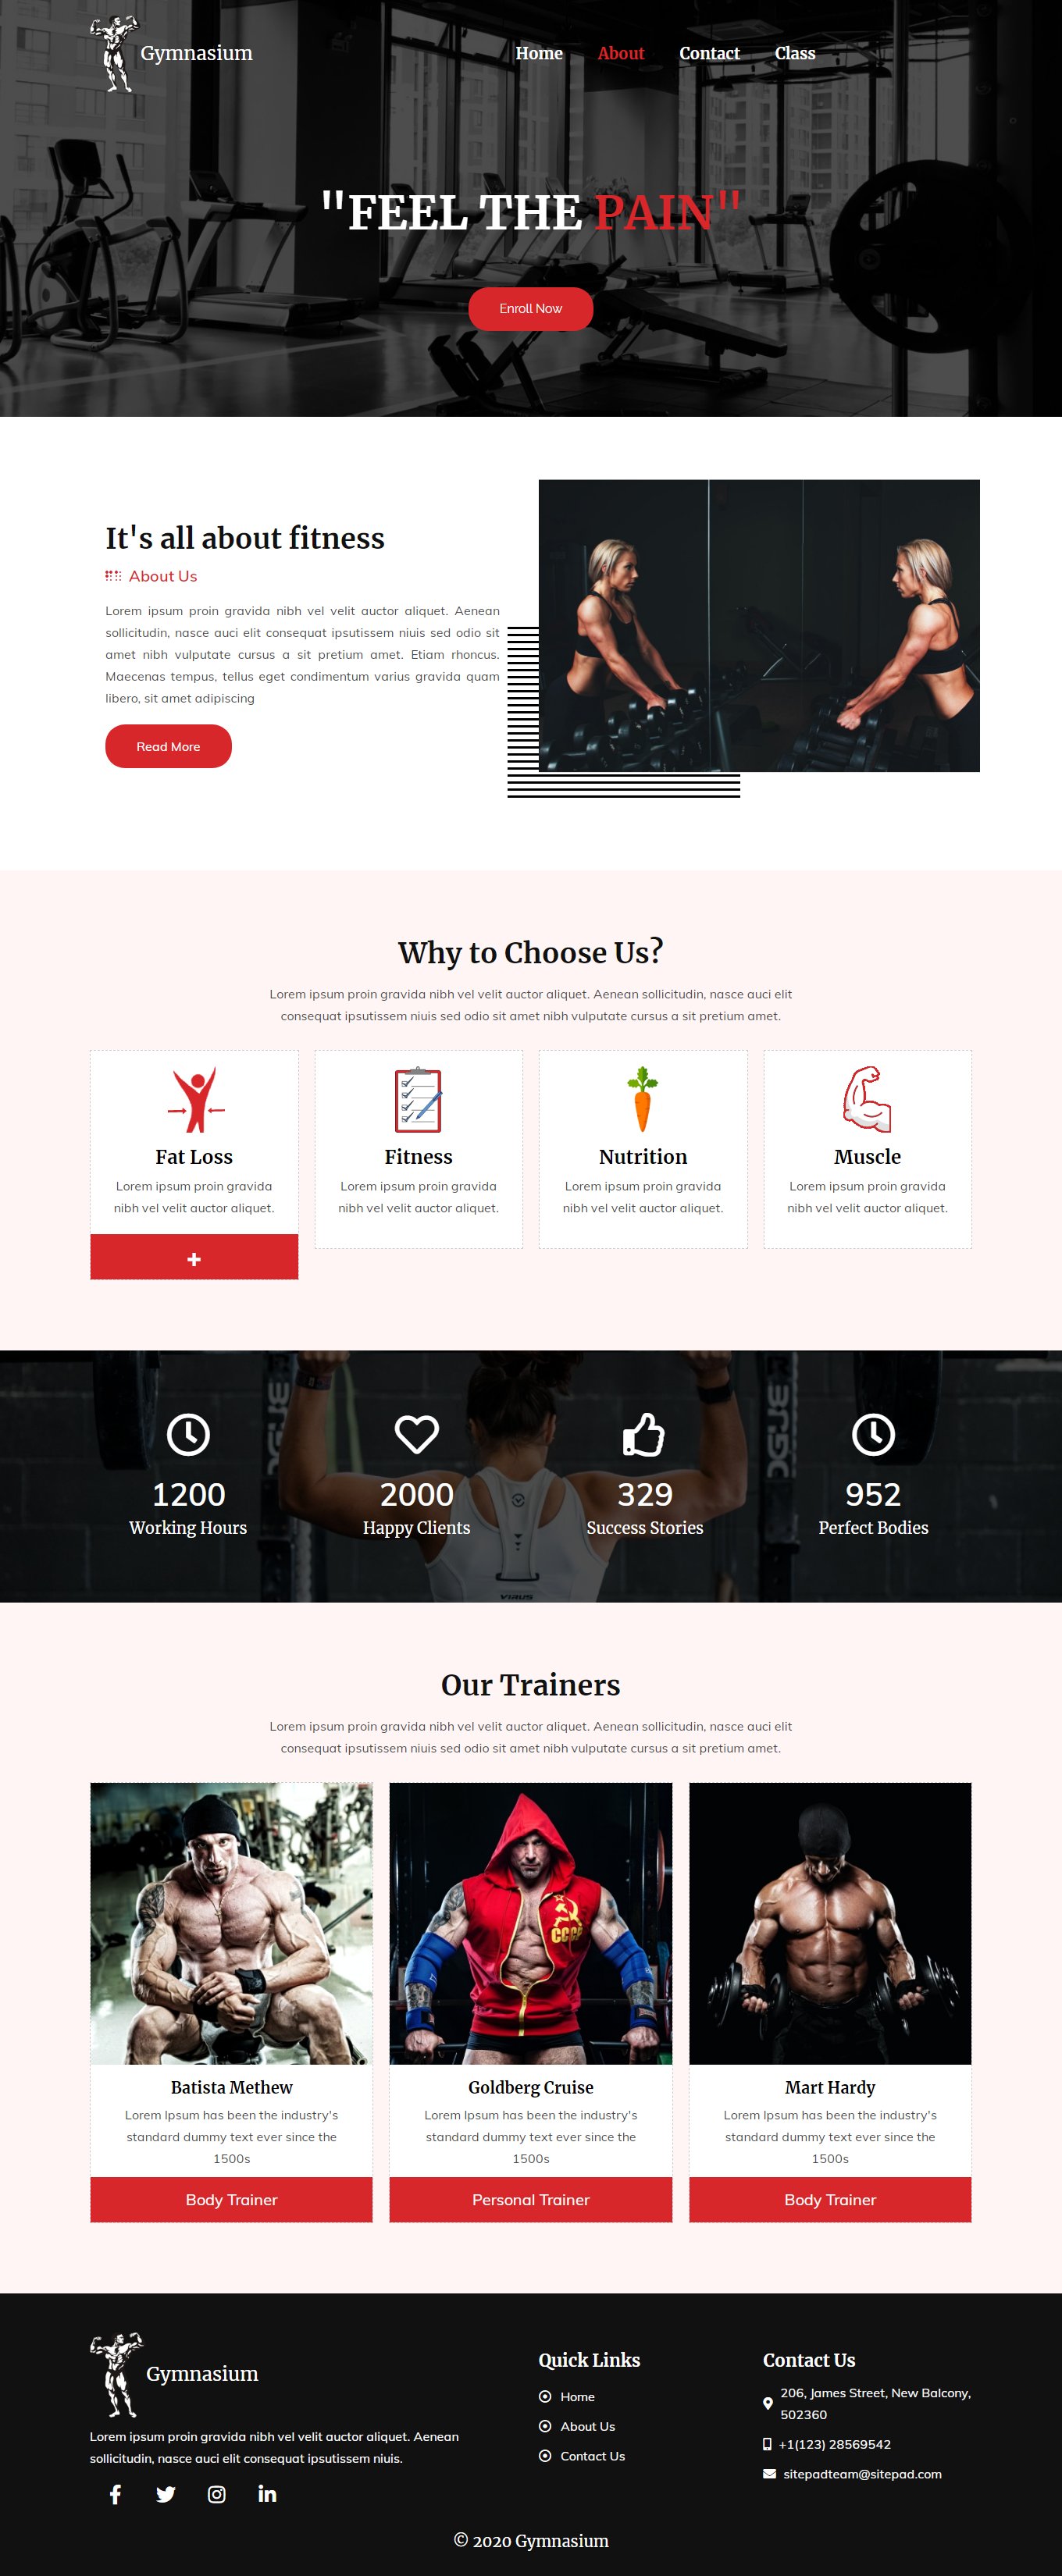 Gymnasium
Home About Contact Class
"FEEL THE PAIN"
Enroll Now
It's all about fitness
About Us
Lorem ipsum proin gravida nibh vel velit auctor aliquet. Aenean
sollicitudin, nasce auci elit consequat ipsutissem niuis sed odio sit
amet nibh vulputate cursus a sit pretium amet. Etiam rhoncus.
Maecenas tempus, tellus eget condimentum varius gravida quam
libero, sit amet adipiscing
Read More
Why to Choose Us?
Lorem ipsum proin gravida nibh vel velit auctor aliquet. Aenean sollicitudin, nasce auci elit
consequat ipsutissem niuis sed odio sit amet nibh vulputate cursus a sit pretium amet.
Fat Loss
Lorem ipsum proin gravida
nibh vel velit auctor aliquet.
Fitness
Lorem ipsum proin gravida
nibh vel velit auctor aliquet.
Nutrition
Lorem ipsum proin gravida
nibh vel velit auctor aliquet.
Muscle
Lorem ipsum proin gravida
nibh vel velit auctor aliquet.
1200
Working Hours
2000
Happy Clients
329
Success Stories
952
Perfect Bodies
VIRUS
Our Trainers
Lorem ipsum proin gravida nibh vel velit auctor aliquet. Aenean sollicitudin, nasce auci elit
consequat ipsutissem niuis sed odio sit amet nibh vulputate cursus a sit pretium amet.
Batista Methew
Lorem Ipsum has been the industry's
standard dummy text ever since the
1500s
Body Trainer
CCCP
Goldberg Cruise
Lorem Ipsum has been the industry's
standard dummy text ever since the
1500s
Personal Trainer
Mart Hardy
Lorem Ipsum has been the industry's
standard dummy text ever since the
1500s
Body Trainer
Gymnasium
Lorem ipsum proin gravida nibh vel velit auctor aliquet. Aenean
sollicitudin, nasce auci elit consequat ipsutissem niuis.
Quick Links
Home
About Us
Contact Us
Contact Us
206, James Street, New Balcony,
502360
+1(123) 28569542
sitepadteam@sitepad.com
© 2020 Gymnasium